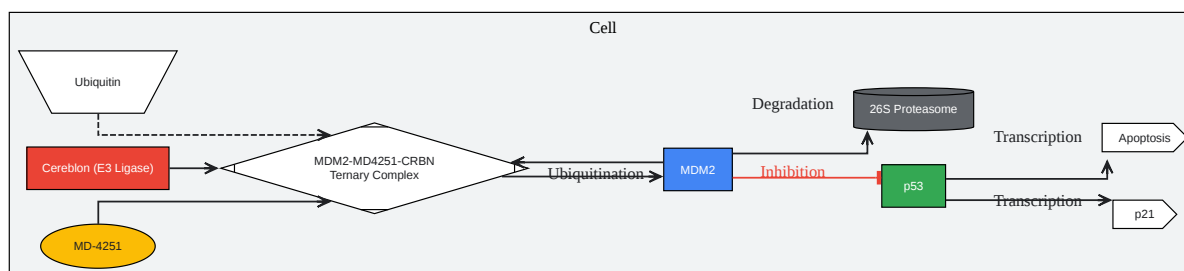 Cell
Ubiquitin
Cereblon (E3 Ligase)
MD-4251
MDM2-MD4251-CRBN
Ternary Complex
Ubiquitination
MDM2
Degradation
26S Proteasome
Inhibition
p53
Transcription
Apoptosis
Transcription
p21